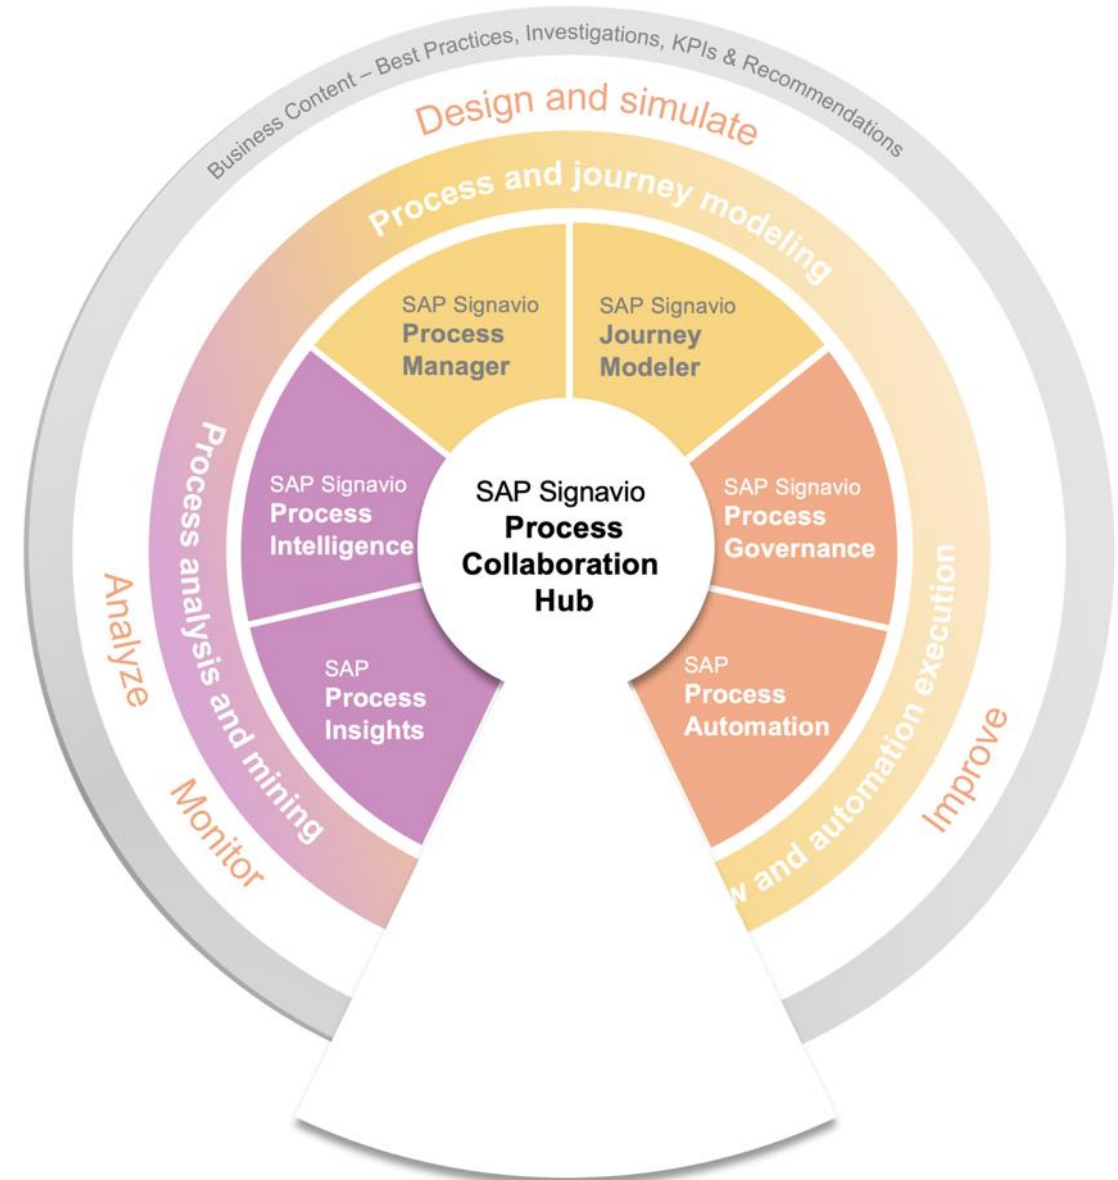 Business Content – Best Practices, Investigations, KPIs & Recommendations
Design and simulate
Process and journey modeling
SAP Signavio
Process
Manager
SAP Signavio
Journey
Modeler
SAP Signavio
Process
Intelligence
SAP Signavio
Process
Collaboration
Hub
SAP Signavio
Process
Governance
SAP
Process
Insights
SAP
Process
Automation
Process analysis and mining
and automation execution
Analyze
Monitor
Improve